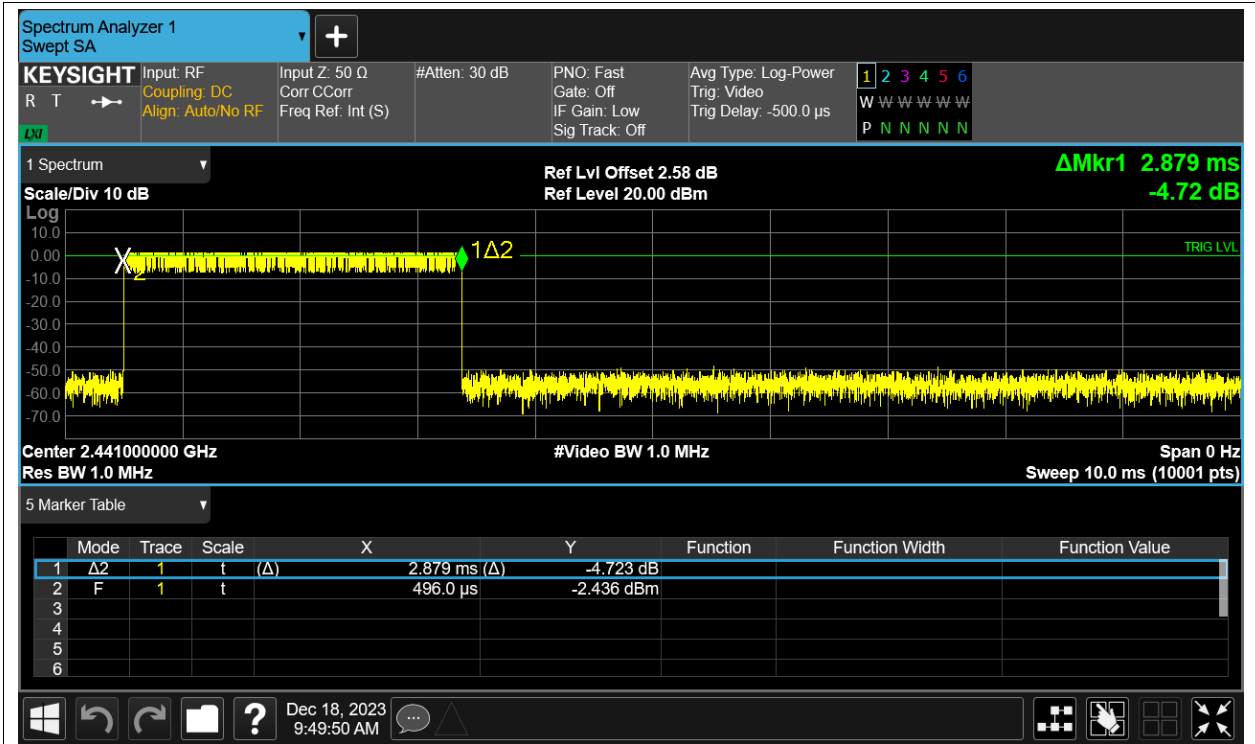 Spectrum Analyzer 1
Swept SA
KEYSIGHT Input: RF Input Z: 50 Ω #Atten: 30 dB PNO: Fast Avg Type: Log-Power 1 2 3 4 5 6
R T Coupling: DC Corr CCorr Gate: Off Trig: Video W W W W W W
Align: Auto/No RF Freq Ref: Int (S) IF Gain: Low Trig Delay: -500.0 µs
LXI Sig Track: Off P N N N N N
1 Spectrum Ref Lvl Offset 2.58 dB ΔMkr1 2.879 ms
Scale/Div 10 dB Ref Level 20.00 dBm -4.72 dB
Log
10.0
0.00 1Δ2 TRIG LVL
2
-10.0
-20.0
-30.0
-40.0
-50.0
-60.0
-70.0
Center 2.441000000 GHz #Video BW 1.0 MHz Span 0 Hz
Res BW 1.0 MHz Sweep 10.0 ms (10001 pts)
5 Marker Table
Mode Trace Scale X Y Function Function Width Function Value
1 Δ2 1 t (Δ) 2.879 ms (Δ) -4.723 dB
2 F 1 t 496.0 µs -2.436 dBm
3
4
5
6
? Dec 18, 2023
9:49:50 AM